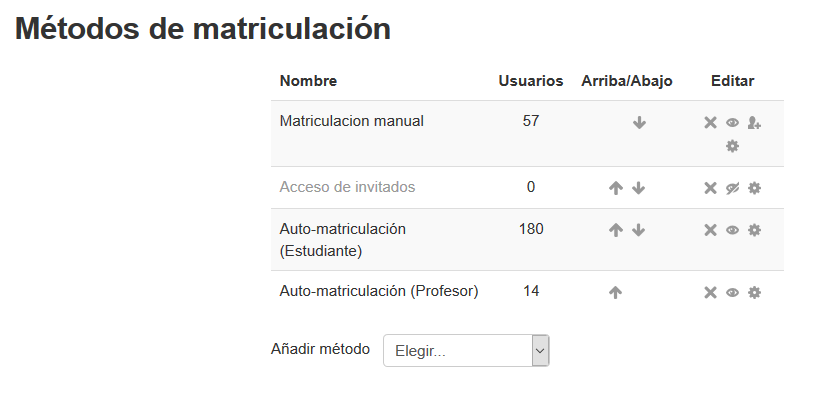 Métodos de matriculación
Nombre Usuarios Arriba/Abajo Editar
Matriculacion manual 57
Acceso de invitados 0
Auto-matriculación 180
(Estudiante)
Auto-matriculación (Profesor) 14
Añadir método Elegir...